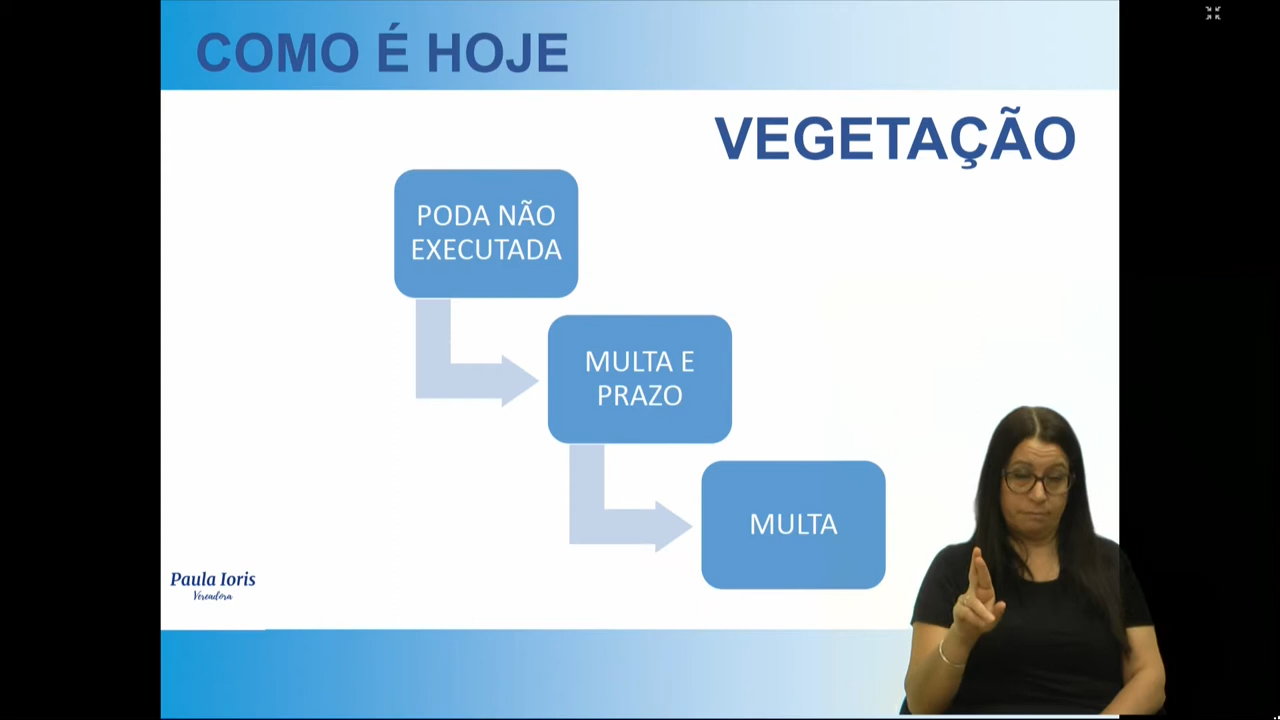 COMO É HOJE
VEGETAÇÃO
PODA NÃO
EXECUTADA
MULTA E
PRAZO
MULTA
Paula Ioris
Vereadora